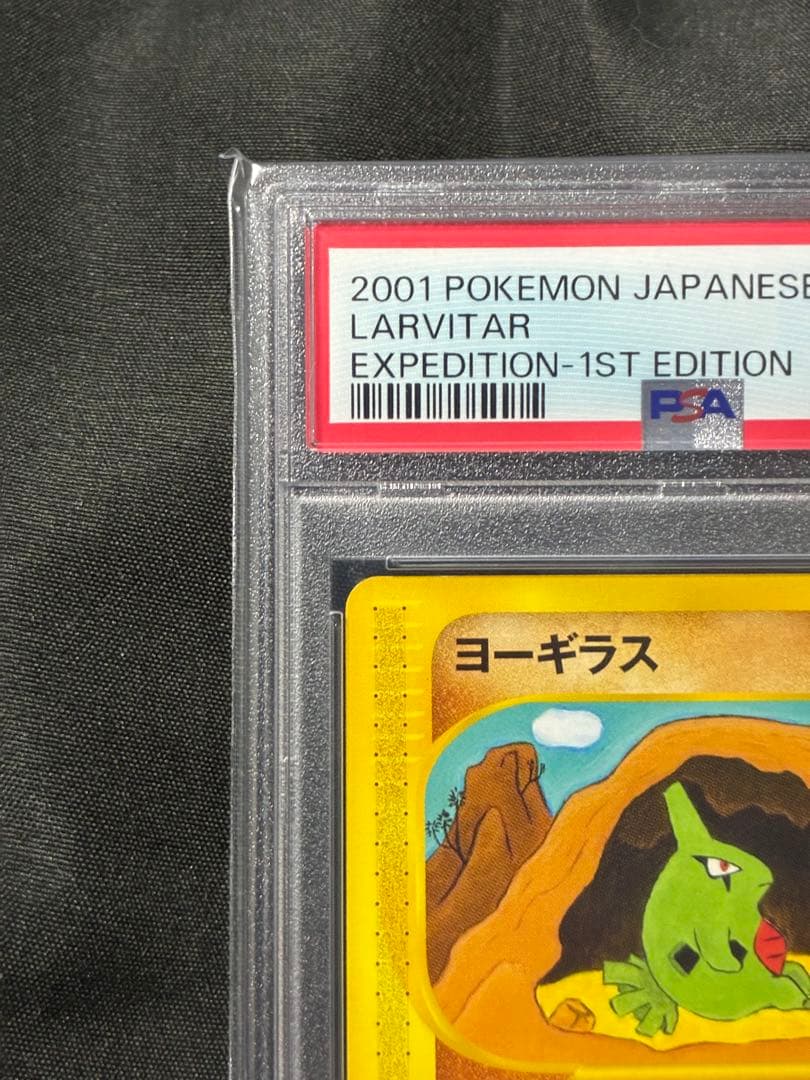 2001 POKEMON JAPANESE
LARVITAR
EXPEDITION-1ST EDITION
PSA
ヨーギラス